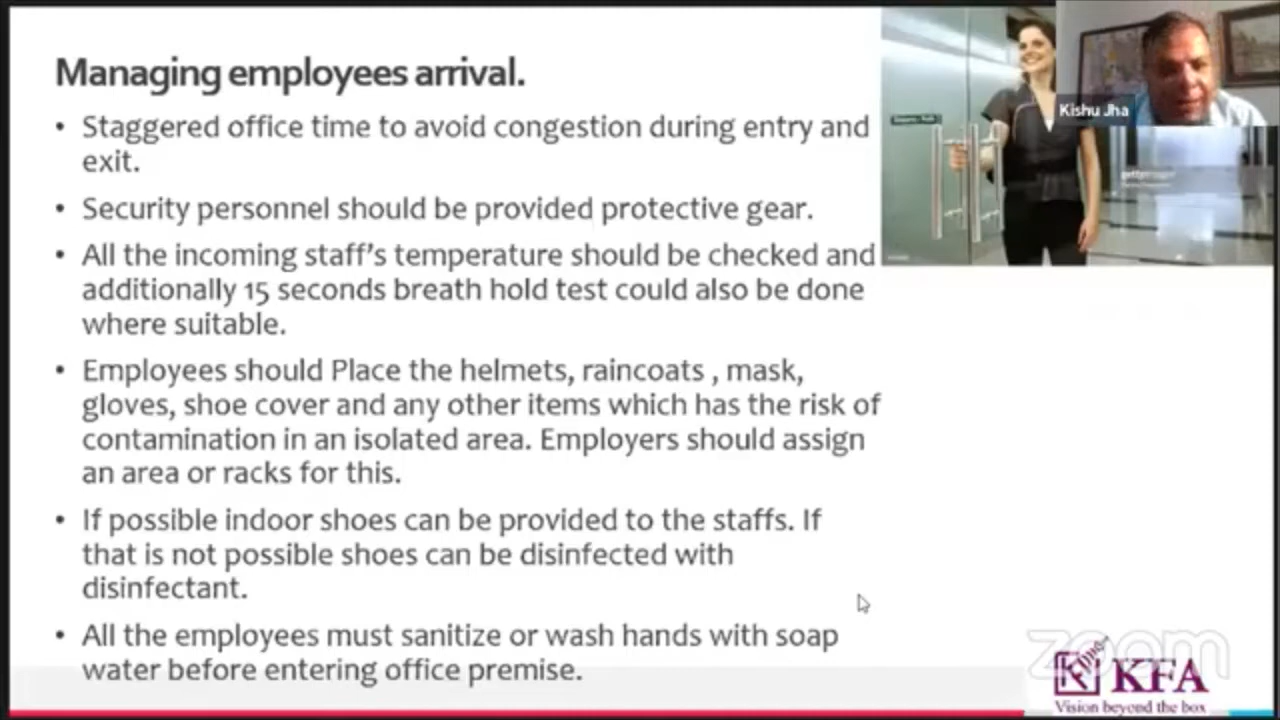 Managing employees arrival.
• Staggered office time to avoid congestion during entry and
exit.
• Security personnel should be provided protective gear.
• All the incoming staff's temperature should be checked and
additionally 15 seconds breath hold test could also be done
where suitable.
• Employees should Place the helmets, raincoats , mask,
gloves, shoe cover and any other items which has the risk of
contamination in an isolated area. Employers should assign
an area or racks for this.
• If possible indoor shoes can be provided to the staffs. If
that is not possible shoes can be disinfected with
disinfectant.
• All the employees must sanitize or wash hands with soap
water before entering office premise.
Kishu Jha
zoom
KFA
Vision beyond the box